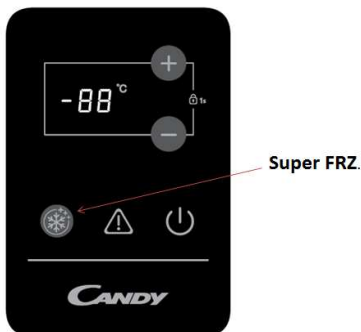 +
-88 °C
1s
−
Super FRZ.
CANDY